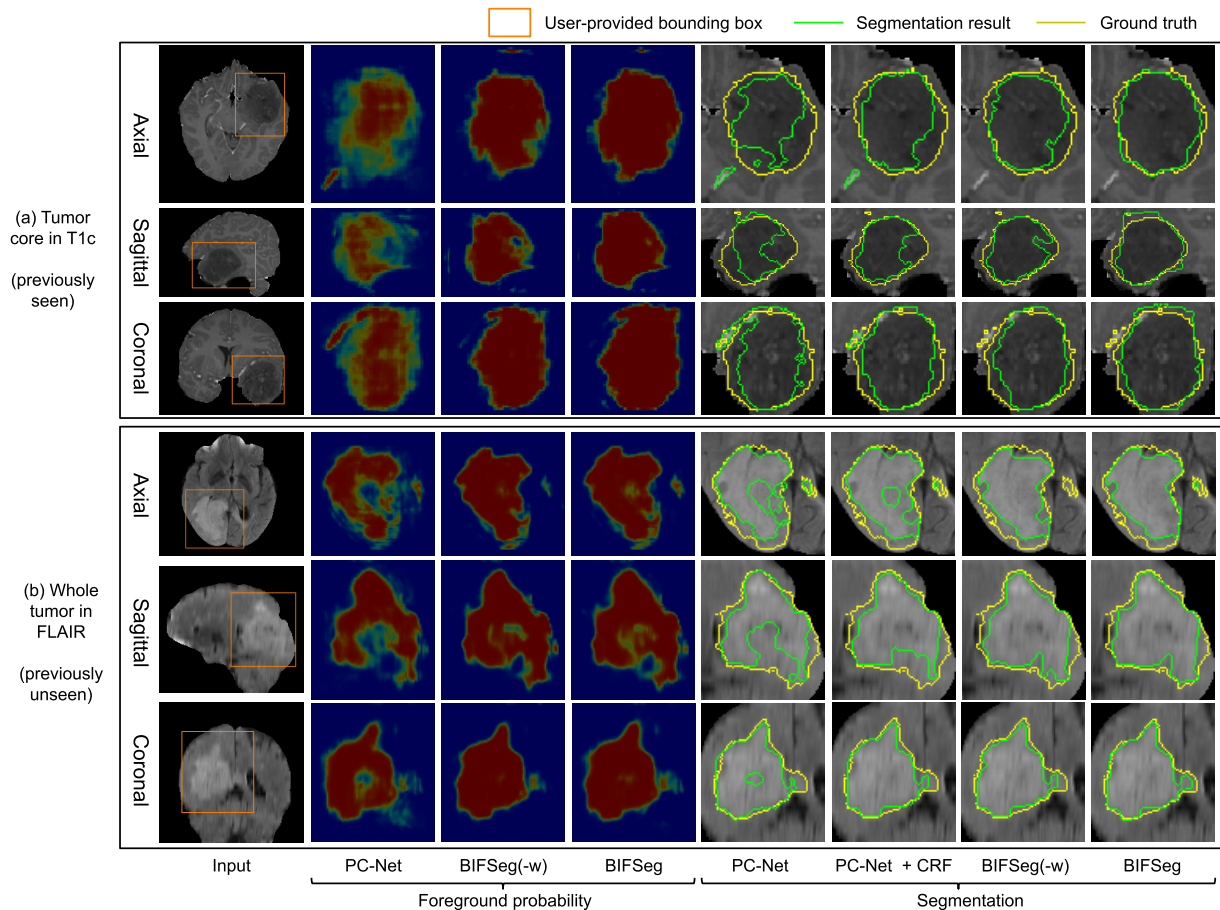 User-provided bounding box Segmentation result Ground truth
(a) Tumor
core in T1c
(previously
seen)
Axial
Sagittal
Coronal
(b) Whole
tumor in
FLAIR
(previously
unseen)
Axial
Sagittal
Coronal
Input PC-Net BIFSeg(-w) BIFSeg PC-Net PC-Net + CRF BIFSeg(-w) BIFSeg
Foreground probability Segmentation